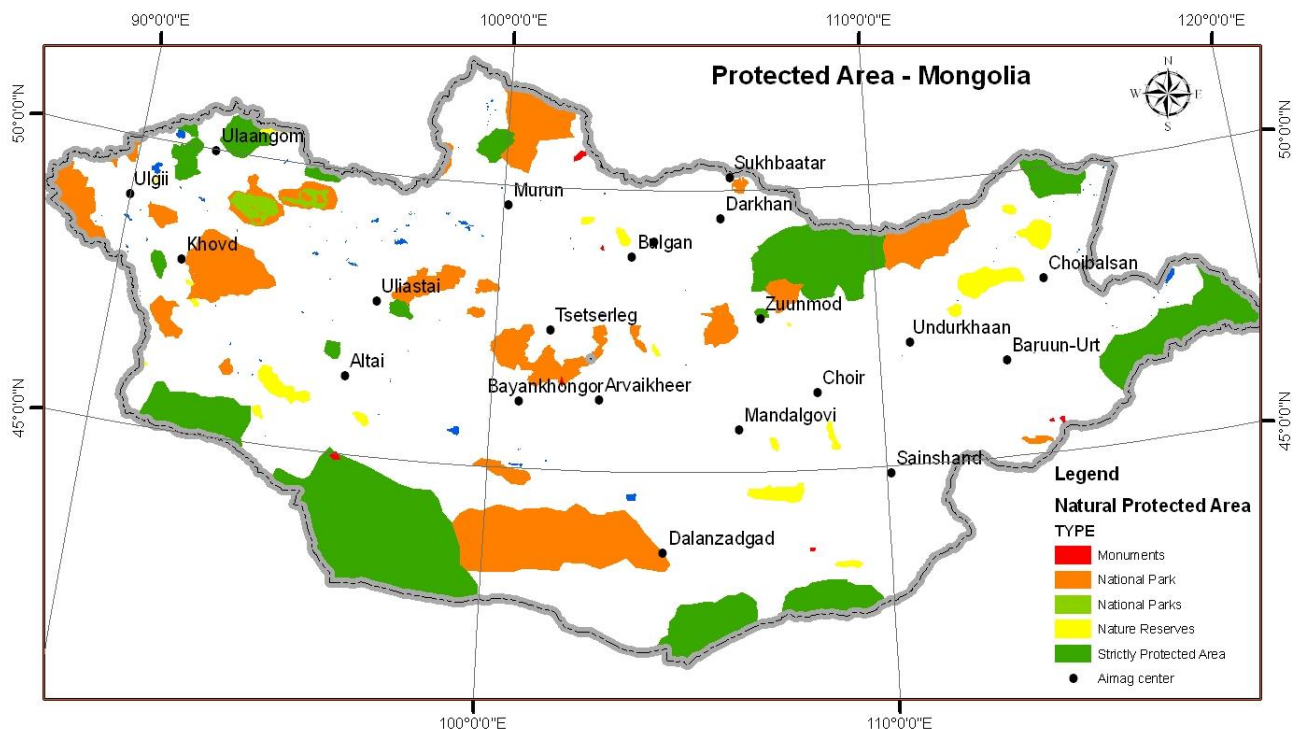 90°0'0"E
100°0'0"E
110°0'0"E
120°0'0"E
Protected Area - Mongolia
N
W
E
S
50°0'0"N
50°0'0"N
Ulaangom
Ulgii
Sukhbaatar
Murun
Darkhan
Khovd
Bulgan
Choibalsan
Uliastai
Zuunmod
Tsetserleg
Undurkhaan
Baruun-Urt
Altai
Bayankhongor
Arvaikheer
Choir
45°0'0"N
45°0'0"N
Mandalgovi
Sainshand
Dalanzadgad
Legend
Natural Protected Area
TYPE
Monuments
National Park
National Parks
Nature Reserves
Strictly Protected Area
Aimag center
100°0'0"E
110°0'0"E